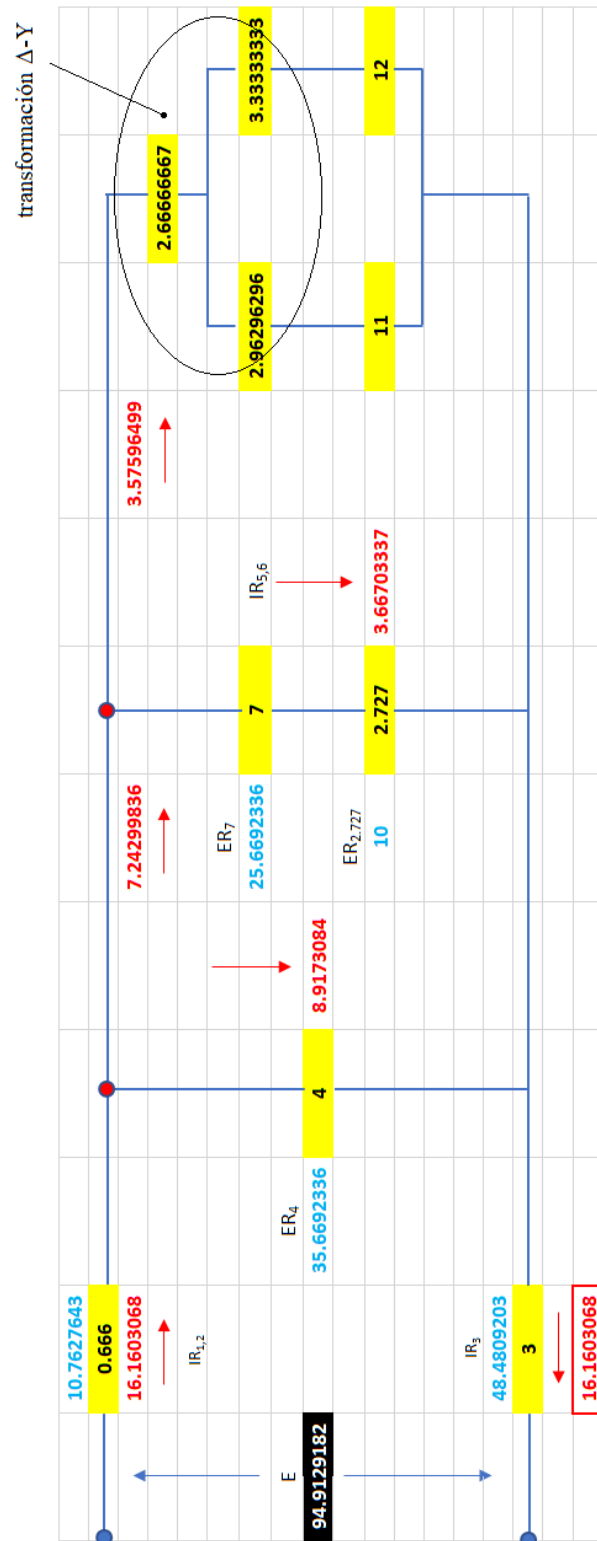 transformación Δ-Y
10.7627643
0.666
16.1603068 7.24299836 3.57596499
2.66666667
IR1,2
ER7
25.6692336 7 IR5,6 2.96296296 3.33333333
E ER4
94.9129182 35.6692336 4 8.9173084
ER2.727
10 2.727 3.66703337 11 12
IR3
48.4809203
3
16.1603068